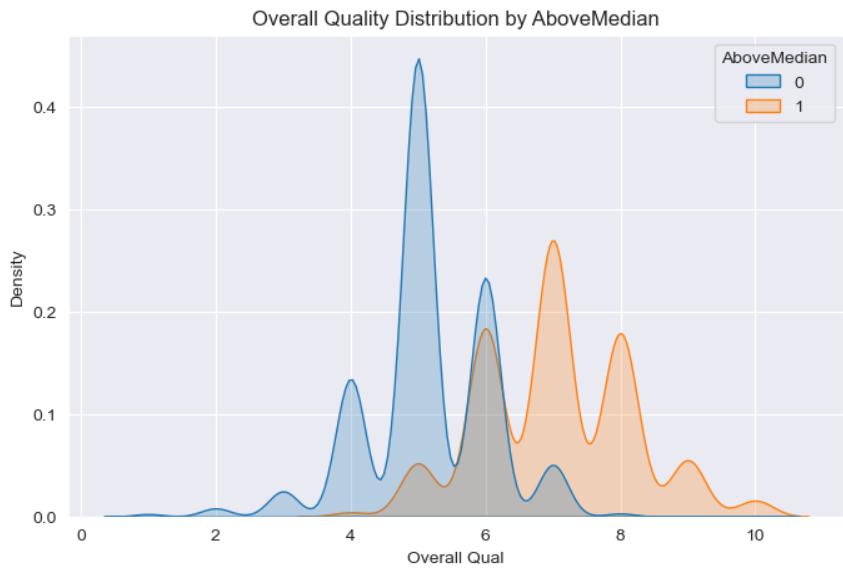 Overall Quality Distribution by AboveMedian
AboveMedian
0
1
Density
0.4
0.3
0.2
0.1
0.0
0 2 4 6 8 10
Overall Qual